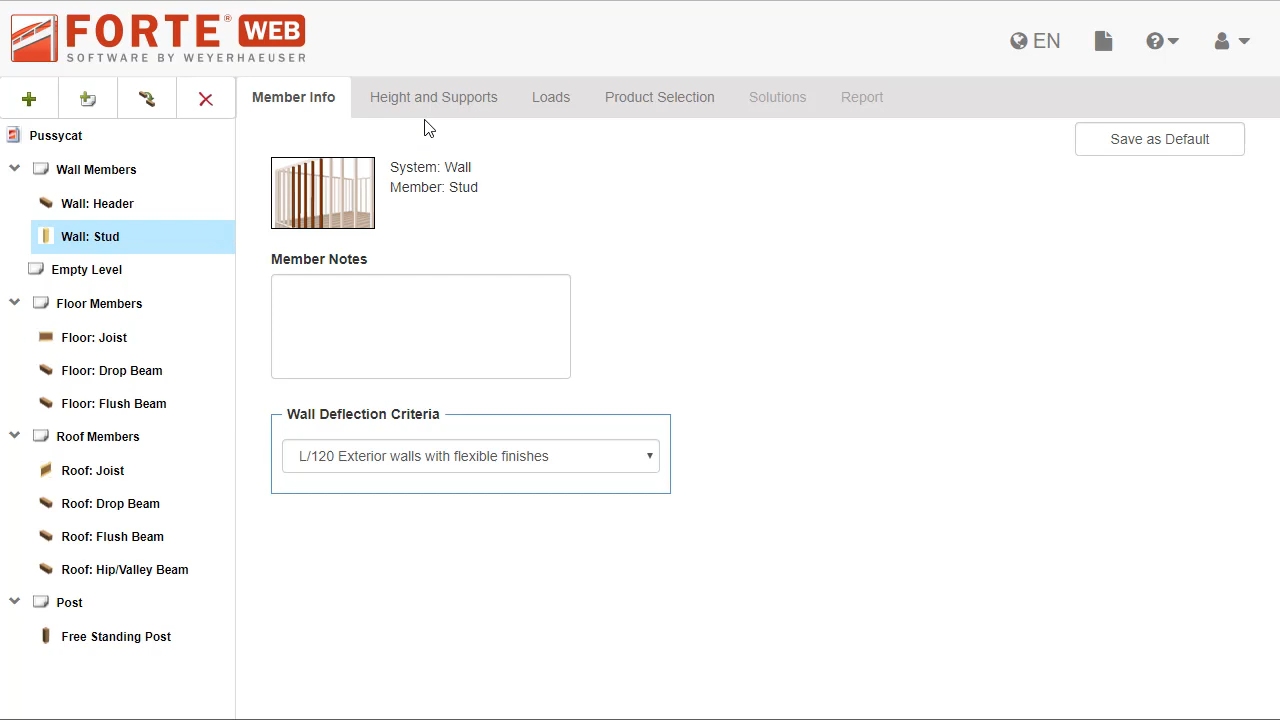 FORTE® WEB
SOFTWARE BY WEYERHAEUSER
EN
Member Info
Height and Supports
Loads
Product Selection
Solutions
Report
Pussycat
Wall Members
Wall: Header
Wall: Stud
Empty Level
Floor Members
Floor: Joist
Floor: Drop Beam
Floor: Flush Beam
Roof Members
Roof: Joist
Roof: Drop Beam
Roof: Flush Beam
Roof: Hip/Valley Beam
Post
Free Standing Post
Save as Default
System: Wall
Member: Stud
Member Notes
Wall Deflection Criteria
L/120 Exterior walls with flexible finishes